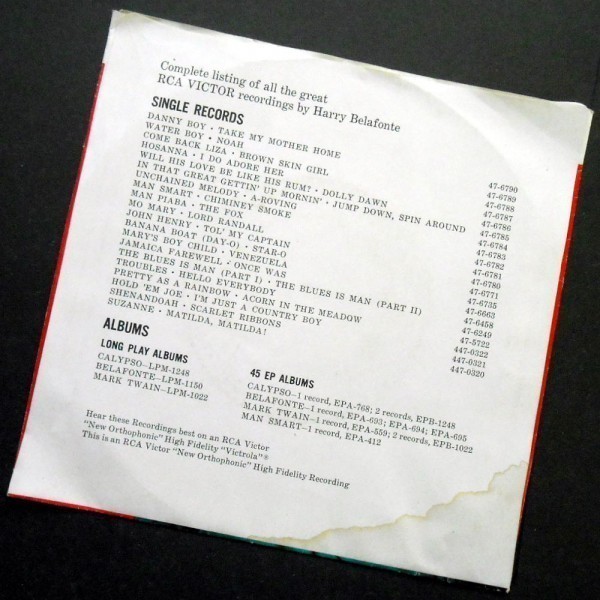 Complete listing of all the great
RCA VICTOR recordings by Harry Belafonte
SINGLE RECORDS
DANNY BOY · TAKE MY MOTHER HOME 47-6790
WATER BOY · NOAH 47-6789
COME BACK LIZA · BROWN SKIN GIRL 47-6788
HOSANNA · I DO ADORE HER 47-6787
WILL HIS LOVE BE LIKE HIS RUM? · DOLLY DAWN 47-6786
IN THAT GREAT GETTIN' UP MORNIN' · JUMP DOWN, SPIN AROUND 47-6785
UNCHAINED MELODY · A-ROVING 47-6784
MAN SMART · CHIMINEY SMOKE 47-6783
MAN PIABA · THE FOX 47-6782
MO MARY · LORD RANDALL 47-6781
JOHN HENRY · TOL' MY CAPTAIN 47-6780
BANANA BOAT (DAY-O) · STAR-O 47-6771
MARY'S BOY CHILD · VENEZUELA 47-6735
JAMAICA FAREWELL · ONCE WAS 47-6663
THE BLUES IS MAN (PART I) · THE BLUES IS MAN (PART II) 47-6458
TROUBLES · HELLO EVERYBODY 47-6249
PRETTY AS A RAINBOW · ACORN IN THE MEADOW 47-5722
HOLD 'EM JOE · I'M JUST A COUNTRY BOY 447-0322
SHENANDOAH · SCARLET RIBBONS 447-0321
SUZANNE · MATILDA, MATILDA! 447-0320
ALBUMS
LONG PLAY ALBUMS
CALYPSO—LPM-1248
BELAFONTE—LPM-1150
MARK TWAIN—LPM-1022
45 EP ALBUMS
CALYPSO—1 record, EPA-768; 2 records, EPB-1248
BELAFONTE—1 record, EPA-693; EPA-694; EPA-695
MARK TWAIN—1 record, EPA-559; 2 records, EPB-1022
MAN SMART—1 record, EPA-412
Hear these Recordings best on an RCA Victor
"New Orthophonic" High Fidelity "Victrola"®
This is an RCA Victor "New Orthophonic" High Fidelity Recording